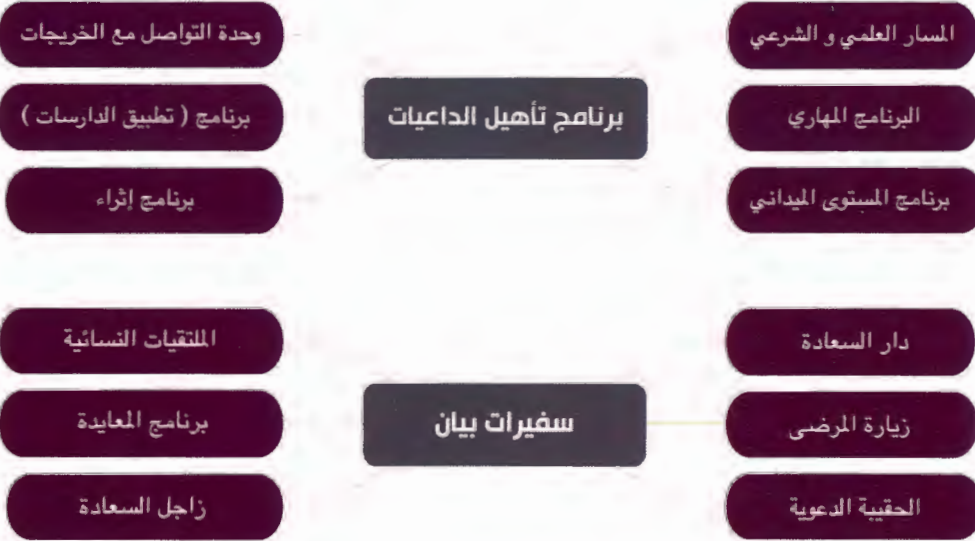 المسار العلمي و الشرعي
وحدة التواصل مع الخريجات
برنامج تأهيل الداعيات
البرنامج المهاري
برنامج ( تطبيق الدارسات )
برنامج المستوى الميداني
برنامج إثراء
دار السعادة
الملتقيات النسائية
سفيرات بيان
زيارة المرضى
برنامج المعايدة
الحقيبة الدعوية
زاجل السعادة